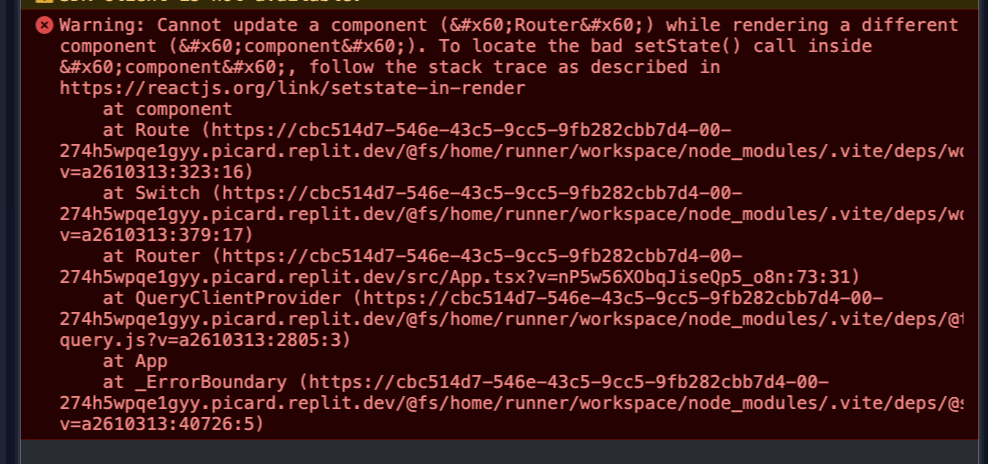 Warning: Cannot update a component (&#x60;Router&#x60;) while rendering a different
component (&#x60;component&#x60;). To locate the bad setState() call inside
&#x60;component&#x60;, follow the stack trace as described in
https://reactjs.org/link/setstate-in-render
at component
at Route (https://cbc514d7-546e-43c5-9cc5-9fb282cbb7d4-00-
274h5wpqe1gyy.picard.replit.dev/@fs/home/runner/workspace/node_modules/.vite/deps/wo
v=a2610313:323:16)
at Switch (https://cbc514d7-546e-43c5-9cc5-9fb282cbb7d4-00-
274h5wpqe1gyy.picard.replit.dev/@fs/home/runner/workspace/node_modules/.vite/deps/wo
v=a2610313:379:17)
at Router (https://cbc514d7-546e-43c5-9cc5-9fb282cbb7d4-00-
274h5wpqe1gyy.picard.replit.dev/src/App.tsx?v=nP5w56XObqJiseQp5_o8n:73:31)
at QueryClientProvider (https://cbc514d7-546e-43c5-9cc5-9fb282cbb7d4-00-
274h5wpqe1gyy.picard.replit.dev/@fs/home/runner/workspace/node_modules/.vite/deps/@t
query.js?v=a2610313:2805:3)
at App
at _ErrorBoundary (https://cbc514d7-546e-43c5-9cc5-9fb282cbb7d4-00-
274h5wpqe1gyy.picard.replit.dev/@fs/home/runner/workspace/node_modules/.vite/deps/@s
v=a2610313:40726:5)